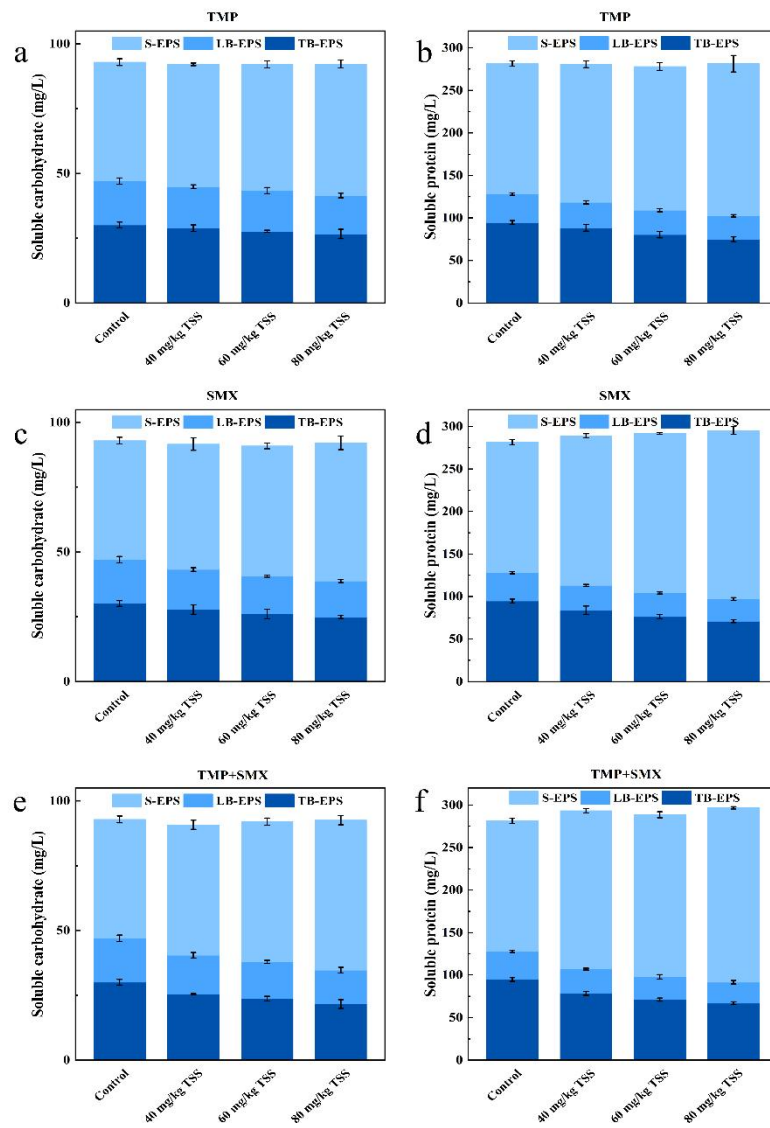 TMP
a
S-EPS LB-EPS TB-EPS
Soluble carbohydrate (mg/L)
100
50
0
Control
40 mg/kg TSS
60 mg/kg TSS
80 mg/kg TSS
TMP
b
S-EPS LB-EPS TB-EPS
Soluble protein (mg/L)
300
250
200
150
100
50
0
Control
40 mg/kg TSS
60 mg/kg TSS
80 mg/kg TSS
SMX
c
S-EPS LB-EPS TB-EPS
Soluble carbohydrate (mg/L)
100
50
0
Control
40 mg/kg TSS
60 mg/kg TSS
80 mg/kg TSS
SMX
d
S-EPS LB-EPS TB-EPS
Soluble protein (mg/L)
300
250
200
150
100
50
0
Control
40 mg/kg TSS
60 mg/kg TSS
80 mg/kg TSS
TMP+SMX
e
S-EPS LB-EPS TB-EPS
Soluble carbohydrate (mg/L)
100
50
0
Control
40 mg/kg TSS
60 mg/kg TSS
80 mg/kg TSS
TMP+SMX
f
S-EPS LB-EPS TB-EPS
Soluble protein (mg/L)
300
250
200
150
100
50
0
Control
40 mg/kg TSS
60 mg/kg TSS
80 mg/kg TSS